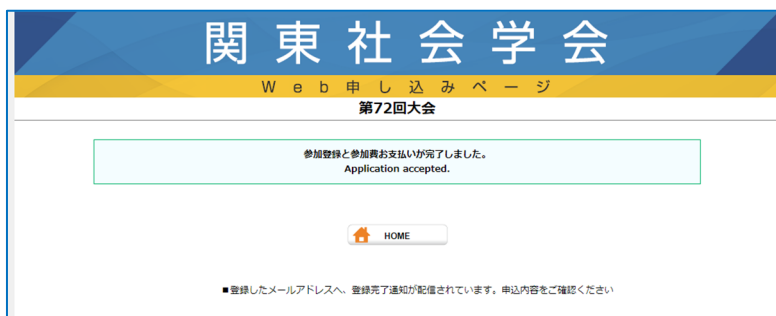 関東社会学会
Web申し込みページ
第72回大会
参加登録と参加費お支払いが完了しました。
Application accepted.
HOME
■登録したメールアドレスへ、登録完了通知が配信されています。申込内容をご確認ください